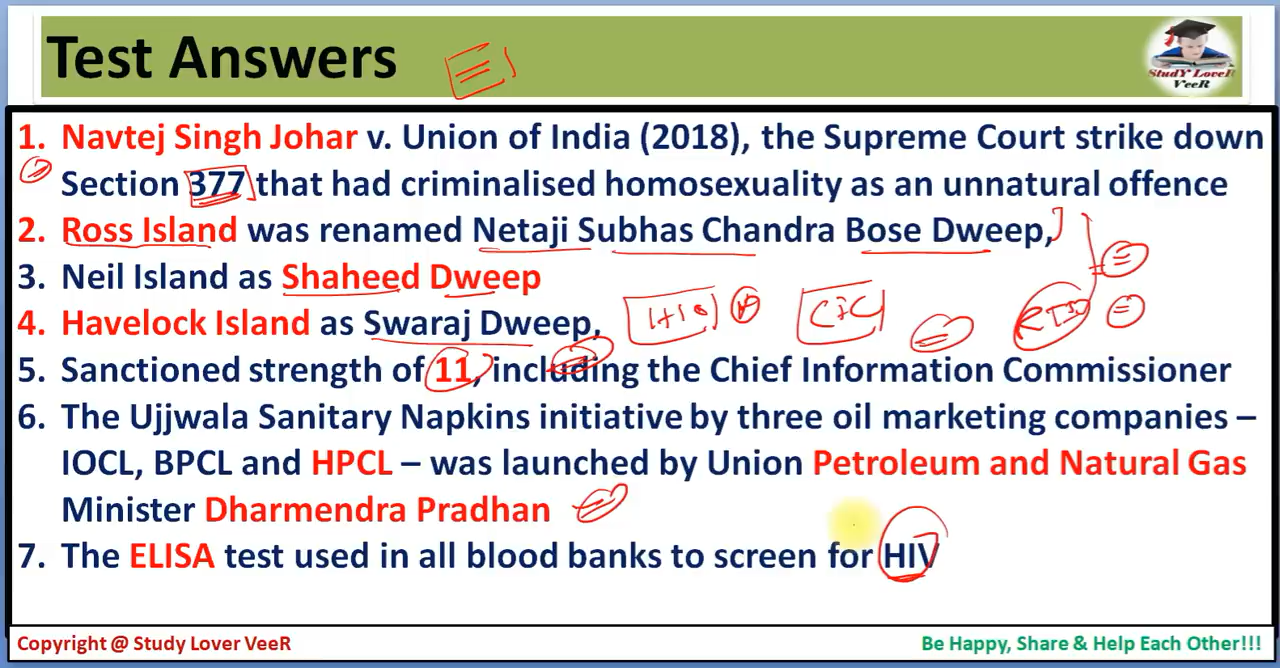 Test Answers
StudY LoveR
VeeR
1. Navtej Singh Johar v. Union of India (2018), the Supreme Court strike down
Section 377 that had criminalised homosexuality as an unnatural offence
2. Ross Island was renamed Netaji Subhas Chandra Bose Dweep,
3. Neil Island as Shaheed Dweep
4. Havelock Island as Swaraj Dweep,
1+10
CIC
5. Sanctioned strength of 11, including the Chief Information Commissioner
6. The Ujjwala Sanitary Napkins initiative by three oil marketing companies –
IOCL, BPCL and HPCL – was launched by Union Petroleum and Natural Gas
Minister Dharmendra Pradhan
7. The ELISA test used in all blood banks to screen for HIV
Copyright @ Study Lover VeeR
Be Happy, Share & Help Each Other!!!